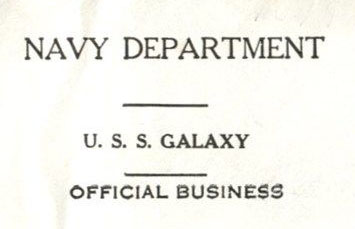 NAVY DEPARTMENT
U. S. S. GALAXY
OFFICIAL BUSINESS